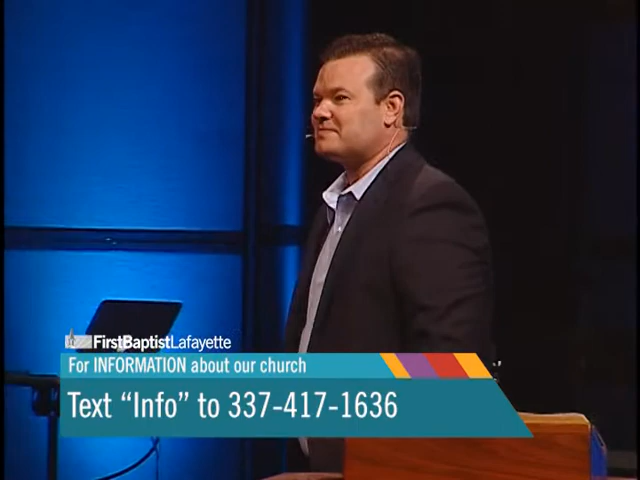 FirstBaptistLafayette
For INFORMATION about our church
Text “Info” to 337-417-1636